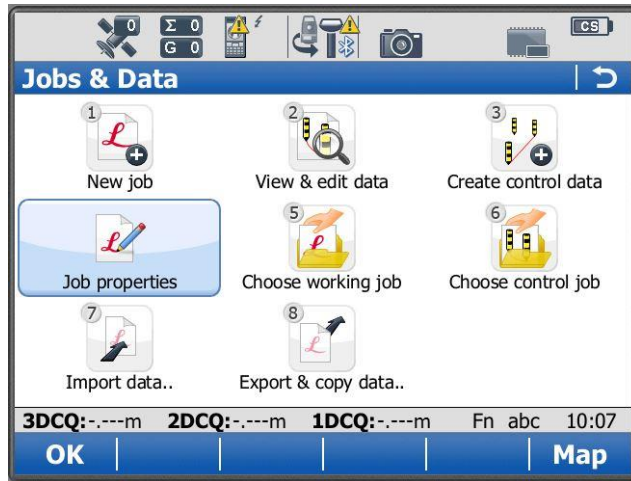 0
Σ 0
G 0
CS
Jobs & Data
1
2
3
New job
View & edit data
Create control data
5
6
Job properties
Choose working job
Choose control job
7
8
Import data..
Export & copy data..
3DCQ:-.---m 2DCQ:-.---m 1DCQ:-.---m Fn abc 10:07
OK Map